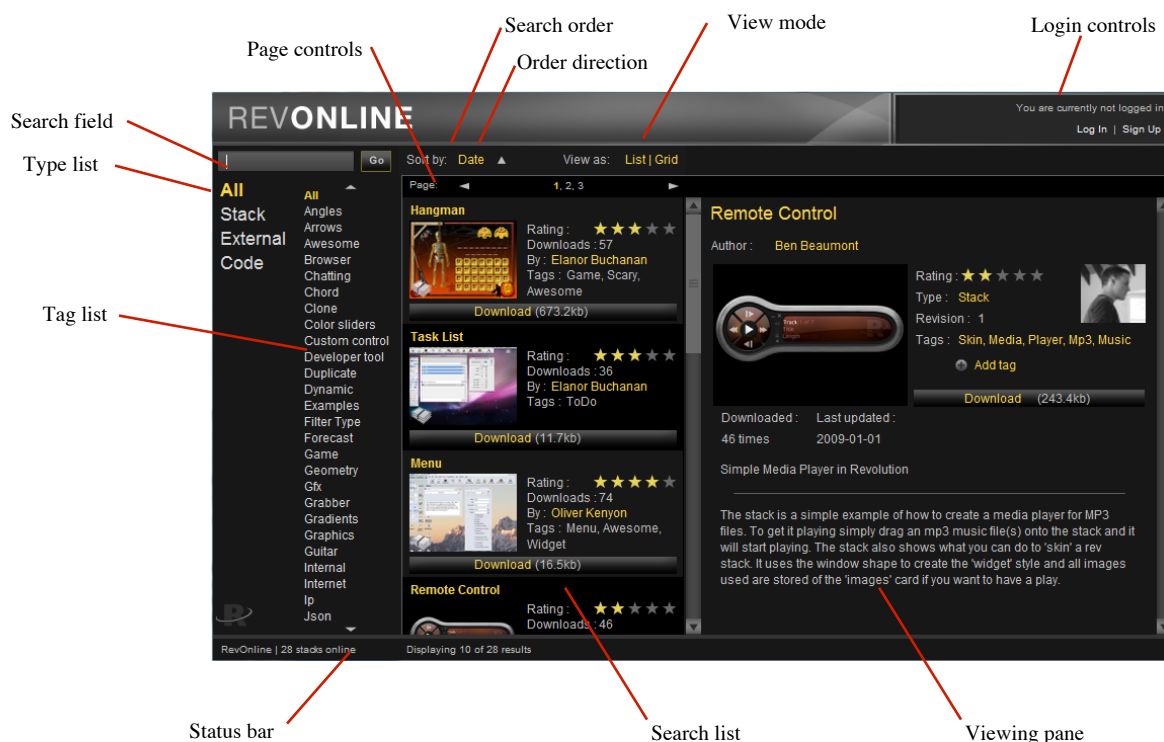 Search order
View mode
Login controls
Page controls
Order direction
Search field
Type list
Tag list
REVONLINE
You are currently not logged in
Log In | Sign Up
Go
Sort by: Date ▲
View as: List | Grid
Page: ◄ 1, 2, 3 ►
All
Stack
External
Code
All
Angles
Arrows
Awesome
Browser
Chatting
Chord
Clone
Color sliders
Custom control
Developer tool
Duplicate
Dynamic
Examples
Filter Type
Forecast
Game
Geometry
Gfx
Grabber
Gradients
Graphics
Guitar
Internal
Internet
Ip
Json
Hangman
Rating :
Downloads : 57
By : Elanor Buchanan
Tags : Game, Scary,
Awesome
Download (673.2kb)
Task List
Rating :
Downloads : 36
By : Elanor Buchanan
Tags : ToDo
Download (11.7kb)
Menu
Rating :
Downloads : 74
By : Oliver Kenyon
Tags : Menu, Awesome,
Widget
Download (16.5kb)
Remote Control
Rating :
Downloads : 46
Remote Control
Author : Ben Beaumont
Track
Title
Length
Rating :
Type : Stack
Revision : 1
Tags : Skin, Media, Player, Mp3, Music
Add tag
Download (243.4kb)
Downloaded : Last updated :
46 times 2009-01-01
Simple Media Player in Revolution
The stack is a simple example of how to create a media player for MP3
files. To get it playing simply drag an mp3 music file(s) onto the stack and it
will start playing. The stack also shows what you can do to 'skin' a rev
stack. It uses the window shape to create the 'widget' style and all images
used are stored of the 'images' card if you want to have a play.
RevOnline | 28 stacks online
Displaying 10 of 28 results
Status bar
Search list
Viewing pane